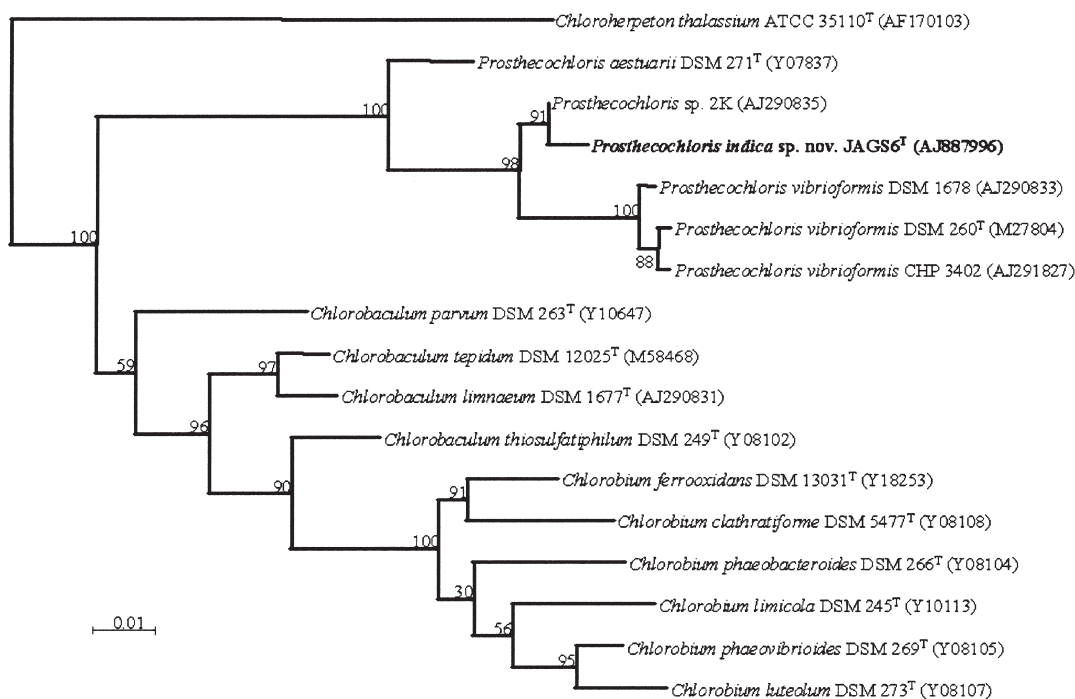 Chloroherpeton thalassium ATCC 35110ᵀ (AF170103)
Prosthecochloris aestuarii DSM 271ᵀ (Y07837)
100
Prosthecochloris sp. 2K (AJ290835)
91
Prosthecochloris indica sp. nov. JAGS6ᵀ (AJ887996)
98
Prosthecochloris vibrioformis DSM 1678 (AJ290833)
100
Prosthecochloris vibrioformis DSM 260ᵀ (M27804)
100
88
Prosthecochloris vibrioformis CHP 3402 (AJ291827)
Chlorobaculum parvum DSM 263ᵀ (Y10647)
59
Chlorobaculum tepidum DSM 12025ᵀ (M58468)
97
Chlorobaculum limnaeum DSM 1677ᵀ (AJ290831)
96
Chlorobaculum thiosulfatiphilum DSM 249ᵀ (Y08102)
90
Chlorobium ferrooxidans DSM 13031ᵀ (Y18253)
91
Chlorobium clathratiforme DSM 5477ᵀ (Y08108)
100
Chlorobium phaeobacteroides DSM 266ᵀ (Y08104)
30
Chlorobium limicola DSM 245ᵀ (Y10113)
0.01
56
Chlorobium phaeovibrioides DSM 269ᵀ (Y08105)
95
Chlorobium luteolum DSM 273ᵀ (Y08107)